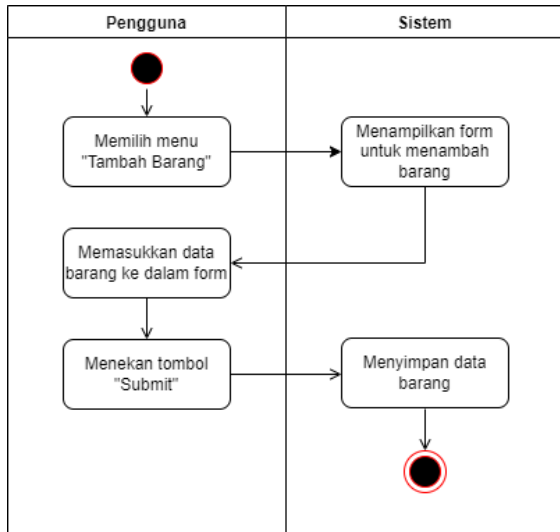 Pengguna
Sistem
Memilih menu
"Tambah Barang"
Menampilkan form
untuk menambah
barang
Memasukkan data
barang ke dalam form
Menekan tombol
"Submit"
Menyimpan data
barang